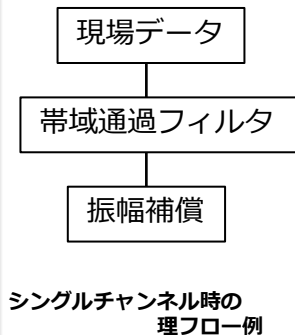 現場データ
帯域通過フィルタ
振幅補償
シングルチャンネル時の
理フロー例